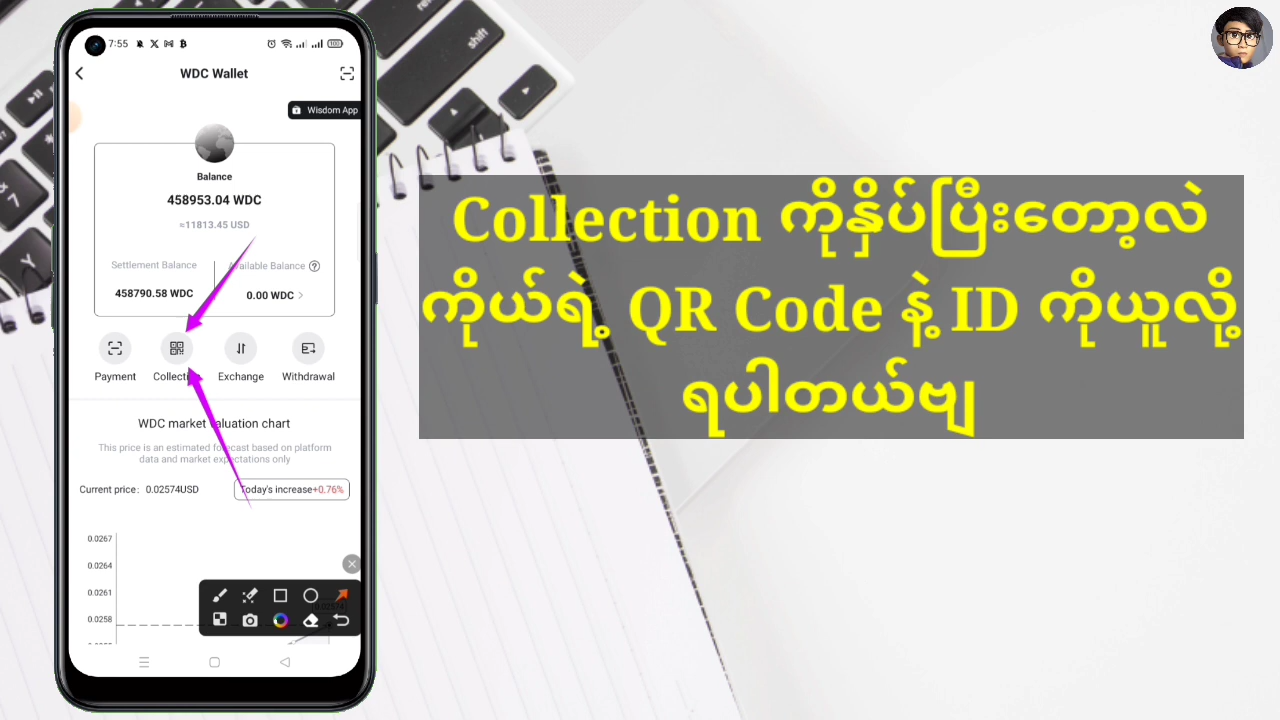 7:55
WDC Wallet
Wisdom App
Balance
458953.04 WDC
≈11813.45 USD
Settlement Balance
Available Balance
458790.58 WDC
0.00 WDC
Payment
Collection
Exchange
Withdrawal
WDC market valuation chart
This price is an estimated forecast based on platform
data and market expectations only
Current price: 0.02574USD
Today's increase+0.76%
0.0267
0.0264
0.0261
0.0258
Collection ကိုနှိပ်ပြီးတော့လဲ
ကိုယ်ရဲ့ QR Code နဲ့ ID ကိုယူလို့
ရပါတယ်ဗျ
shift